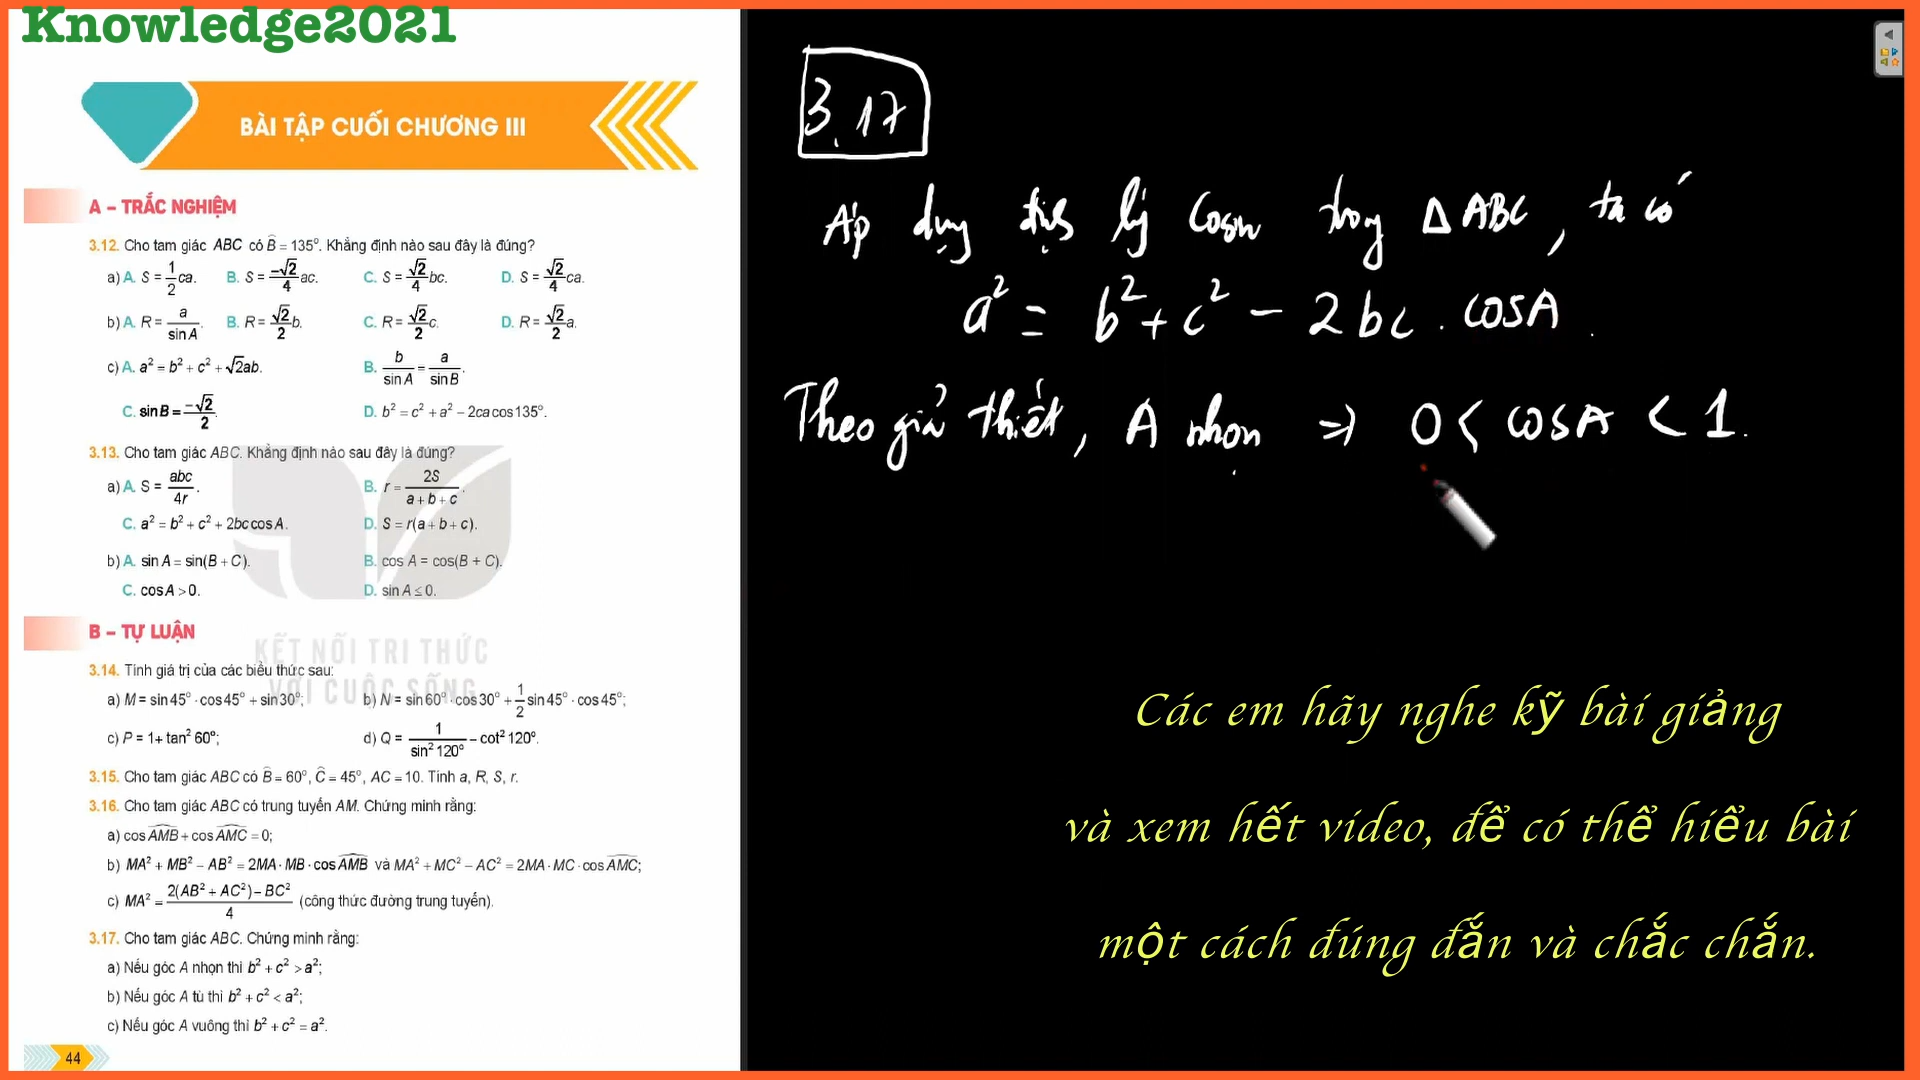 Knowledge2021
BÀI TẬP CUỐI CHƯƠNG III
A – TRẮC NGHIỆM
3.12. Cho tam giác ABC có B̂ = 135°. Khẳng định nào sau đây là đúng?
a) A. S = 1/2 ca. B. S = -√2/4 ac. C. S = √2/4 bc. D. S = √2/4 ca.
b) A. R = a/sin A. B. R = √2/2 b. C. R = √2/2 c. D. R = √2/2 a.
c) A. a² = b² + c² + √2ab. B. b/sin A = a/sin B.
C. sin B = -√2/2. D. b² = c² + a² – 2ca cos 135°.
3.13. Cho tam giác ABC. Khẳng định nào sau đây là đúng?
a) A. S = abc/4r. B. r = 2S/(a + b + c).
C. a² = b² + c² + 2bc cos A. D. S = r(a + b + c).
b) A. sin A = sin(B + C). B. cos A = cos(B + C).
C. cos A > 0. D. sin A ≤ 0.
B – TỰ LUẬN
KẾT NỐI TRI THỨC
VỚI CUỘC SỐNG
3.14. Tính giá trị của các biểu thức sau:
a) M = sin 45° · cos 45° + sin 30°; b) N = sin 60° · cos 30° + 1/2 sin 45° · cos 45°;
c) P = 1 + tan² 60°; d) Q = 1/sin² 120° – cot² 120°.
3.15. Cho tam giác ABC có B̂ = 60°, Ĉ = 45°, AC = 10. Tính a, R, S, r.
3.16. Cho tam giác ABC có trung tuyến AM. Chứng minh rằng:
a) cos AMB + cos AMC = 0;
b) MA² + MB² – AB² = 2MA · MB · cos AMB và MA² + MC² – AC² = 2MA · MC · cos AMC;
c) MA² = (2(AB² + AC²) – BC²)/4 (công thức đường trung tuyến).
3.17. Cho tam giác ABC. Chứng minh rằng:
a) Nếu góc A nhọn thì b² + c² > a²;
b) Nếu góc A tù thì b² + c² < a²;
c) Nếu góc A vuông thì b² + c² = a².
44
3.17
Áp dụng định lý Cosin trong Δ ABC, ta có
a² = b² + c² – 2bc . cosA.
Theo giả thiết, A nhọn ⇒ 0 < cosA < 1.
Các em hãy nghe kỹ bài giảng
và xem hết video, để có thể hiểu bài
một cách đúng đắn và chắc chắn.